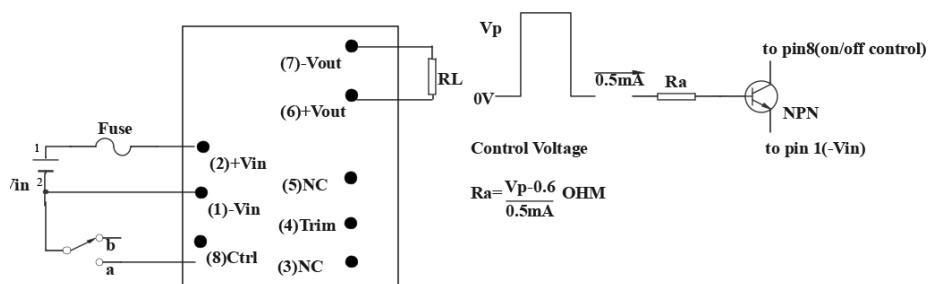 (7)-Vout
RL
(6)+Vout
Fuse
1
(2)+Vin
2
(5)NC
(1)-Vin
(4)Trim
b
(8)Ctrl
a
(3)NC
Vp
0V
0.5mA
Ra
to pin8(on/off control)
NPN
to pin 1(-Vin)
Control Voltage
Ra=Vp-0.6 OHM
0.5mA